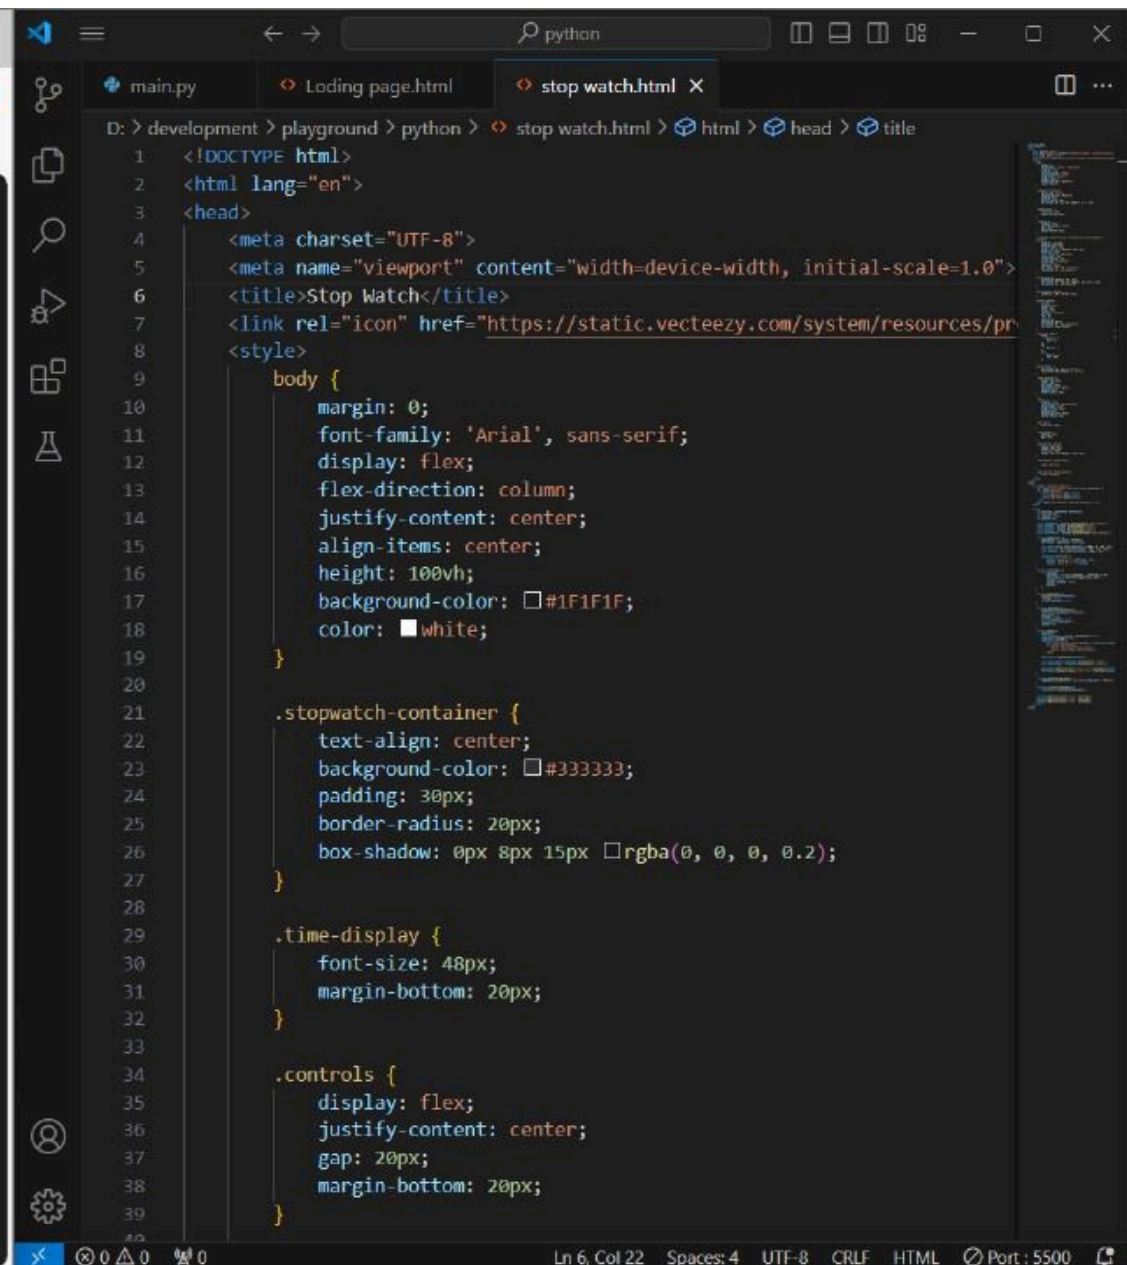 python
main.py
Loding page.html
stop watch.html
D: > development > playground > python > stop watch.html > html > head > title
1 <!DOCTYPE html>
2 <html lang="en">
3 <head>
4 <meta charset="UTF-8">
5 <meta name="viewport" content="width=device-width, initial-scale=1.0">
6 <title>Stop Watch</title>
7 <link rel="icon" href="https://static.vecteezy.com/system/resources/pr
8 <style>
9 body {
10 margin: 0;
11 font-family: 'Arial', sans-serif;
12 display: flex;
13 flex-direction: column;
14 justify-content: center;
15 align-items: center;
16 height: 100vh;
17 background-color: #1F1F1F;
18 color: white;
19 }
20
21 .stopwatch-container {
22 text-align: center;
23 background-color: #333333;
24 padding: 30px;
25 border-radius: 20px;
26 box-shadow: 0px 8px 15px rgba(0, 0, 0, 0.2);
27 }
28
29 .time-display {
30 font-size: 48px;
31 margin-bottom: 20px;
32 }
33
34 .controls {
35 display: flex;
36 justify-content: center;
37 gap: 20px;
38 margin-bottom: 20px;
39 }
0 0 0 Ln 6, Col 22 Spaces: 4 UTF-8 CRLF HTML Port : 5500